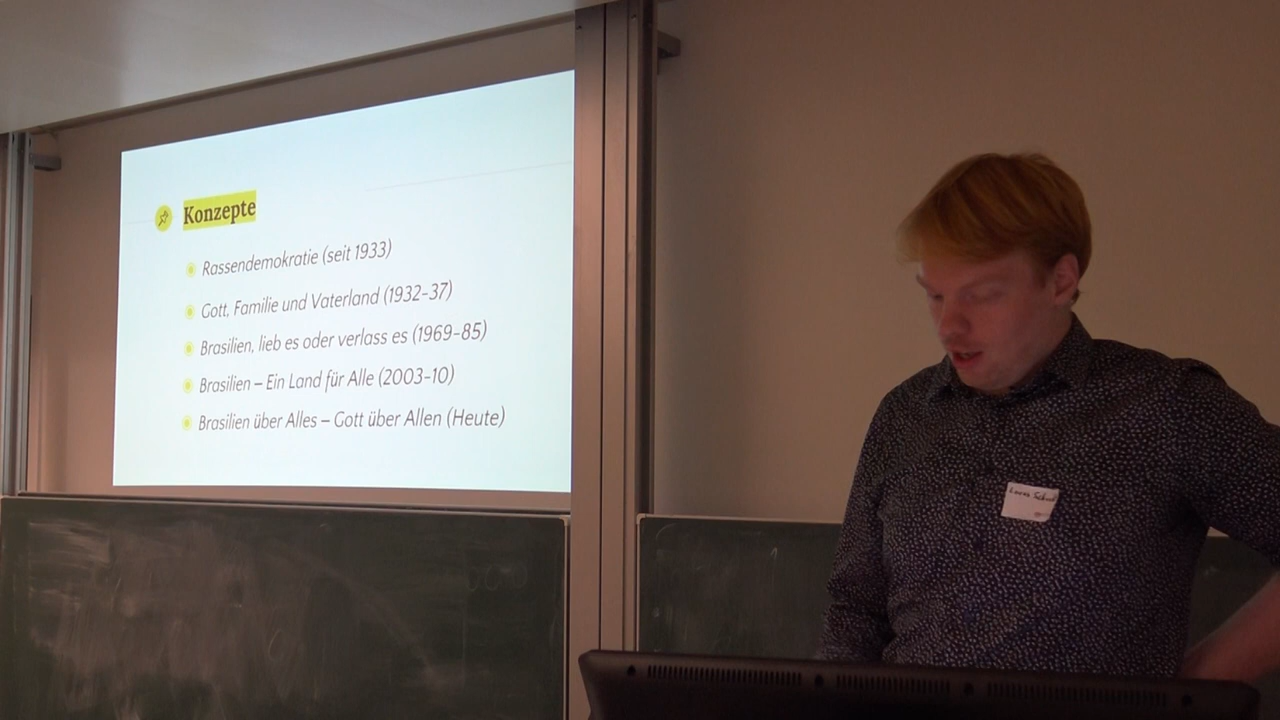 Konzepte
Rassendemokratie (seit 1933)
Gott, Familie und Vaterland (1932-37)
Brasilien, lieb es oder verlass es (1969-85)
Brasilien – Ein Land für Alle (2003-10)
Brasilien über Alles – Gott über Allen (Heute)